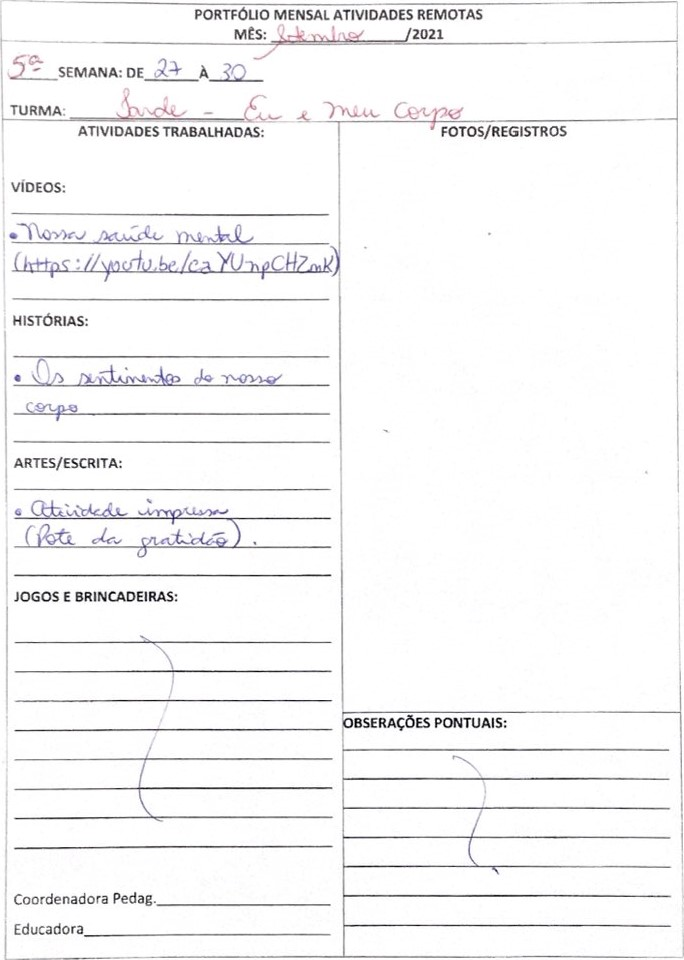 PORTFÓLIO MENSAL ATIVIDADES REMOTAS
MÊS: Setembro /2021
5ª SEMANA: DE 27 À 30
TURMA: Tarde - Eu e meu corpo
ATIVIDADES TRABALHADAS:
VÍDEOS:
• Nossa saúde mental
(https://youtu.be/caYUnpCHZmk)
HISTÓRIAS:
• Os sentimentos do nosso
corpo
ARTES/ESCRITA:
• Atividade impressa
(Pote da gratidão).
JOGOS E BRINCADEIRAS:
Coordenadora Pedag.
Educadora
FOTOS/REGISTROS
OBSERAÇÕES PONTUAIS: